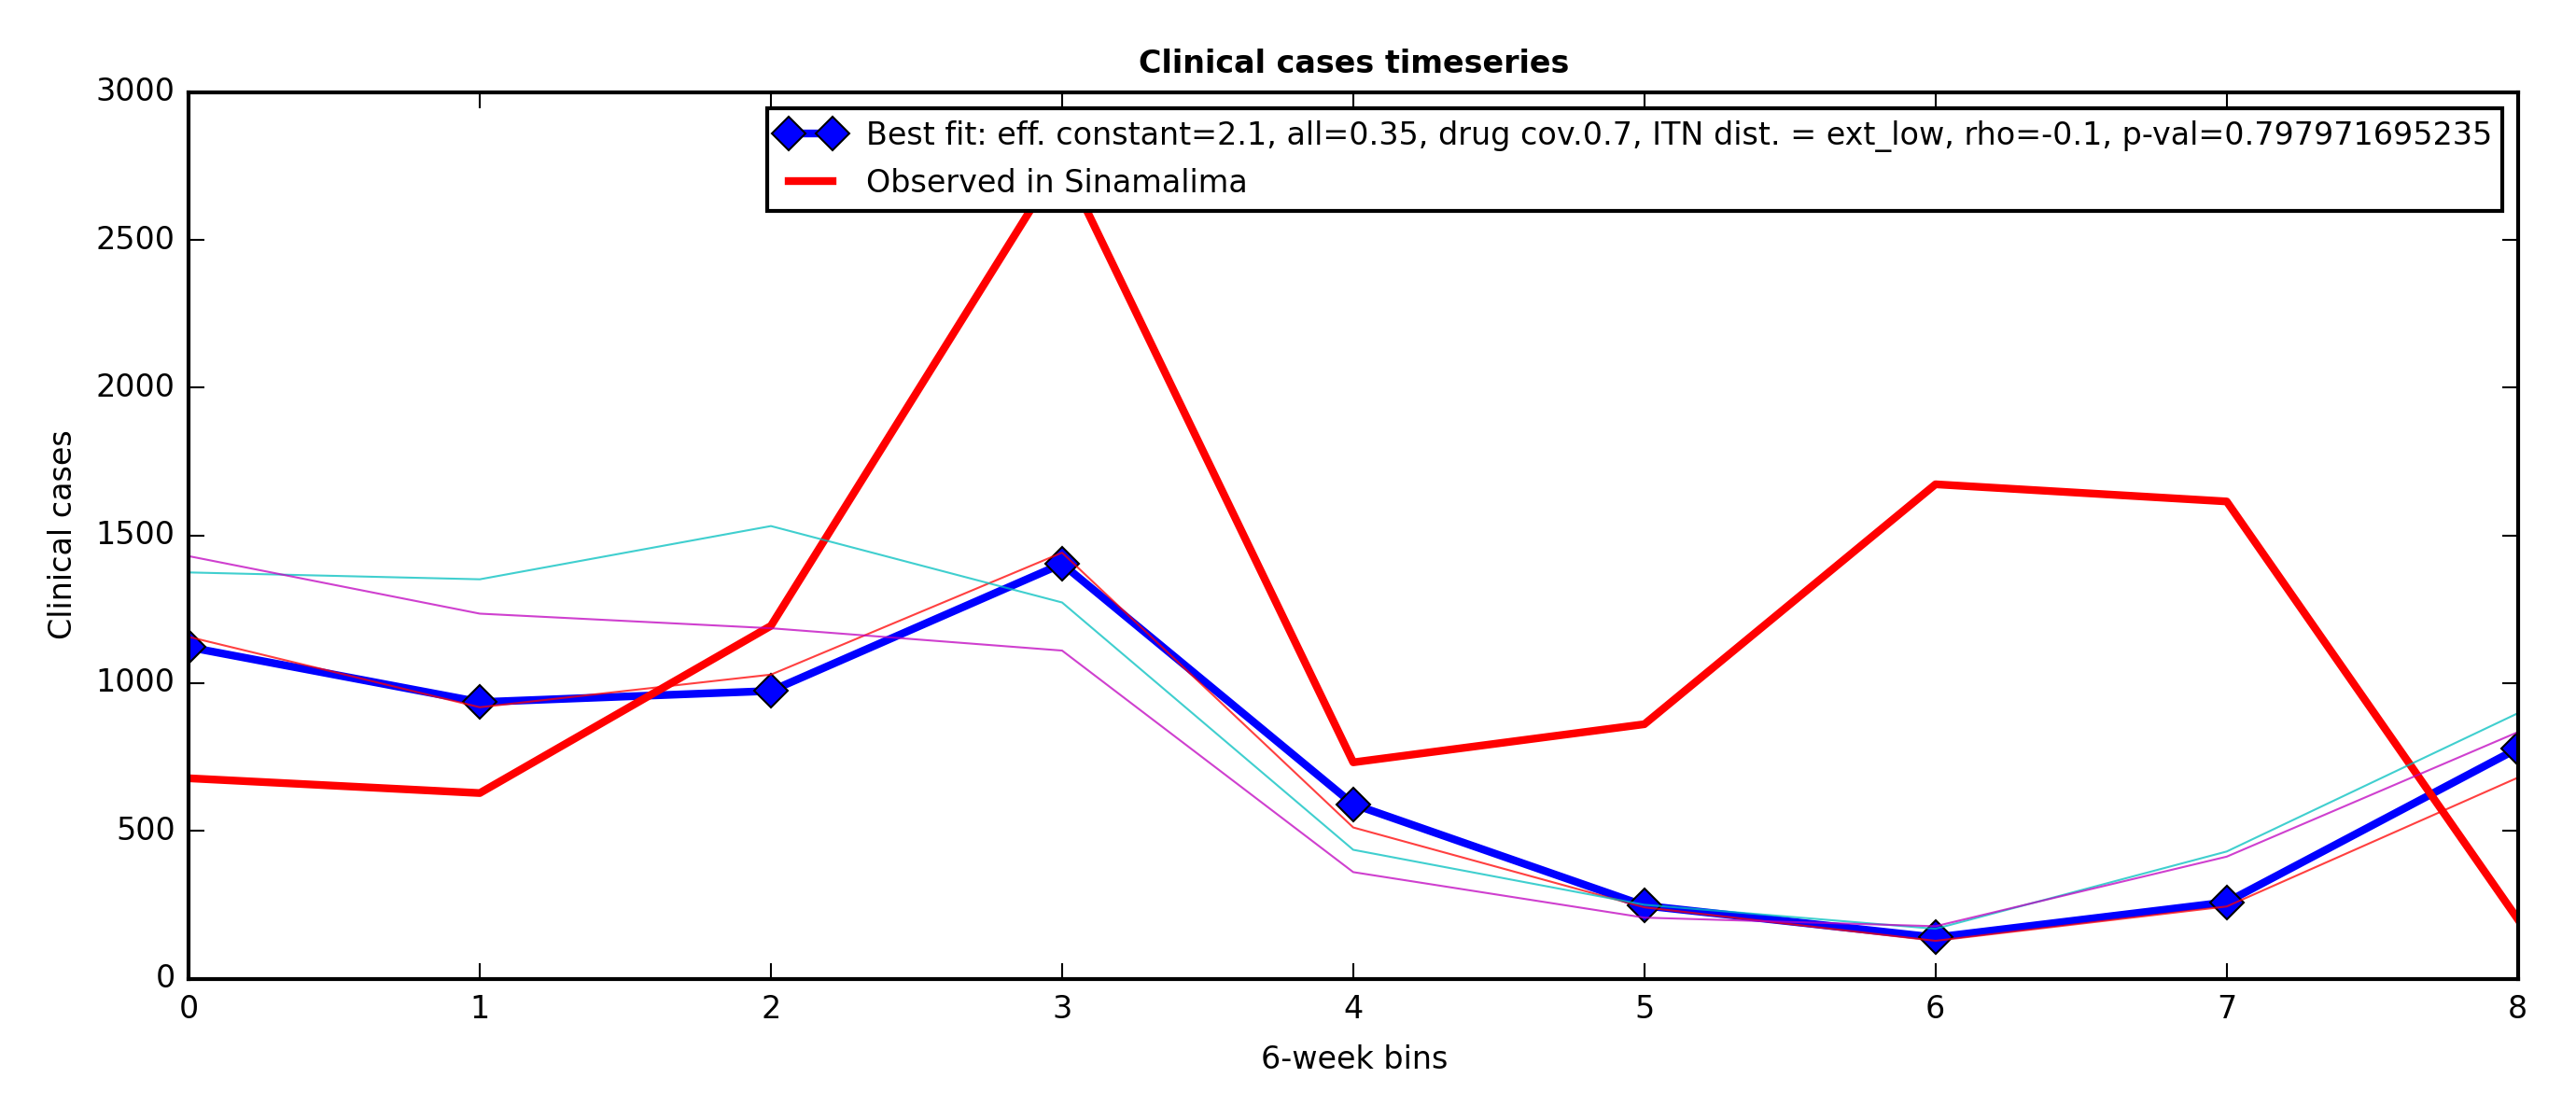 Clinical cases timeseries
3000
2500
2000
1500
1000
500
0
Clinical cases
Best fit: eff. constant=2.1, all=0.35, drug cov.0.7, ITN dist. = ext_low, rho=-0.1, p-val=0.797971695235
Observed in Sinamalima
0 1 2 3 4 5 6 7 8
6-week bins